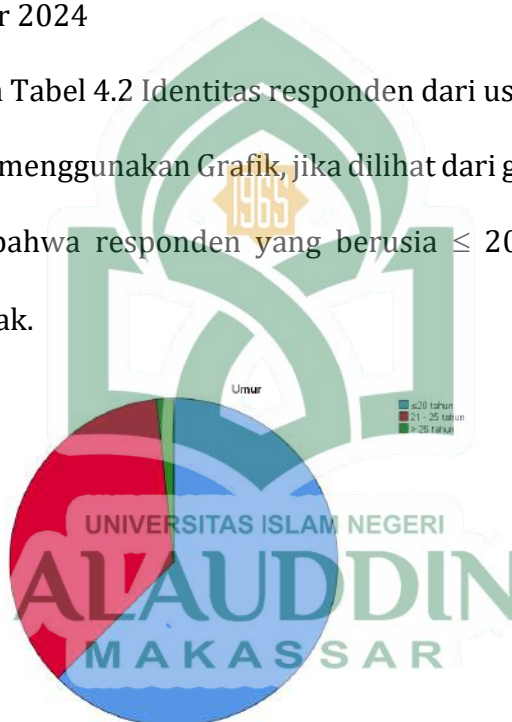 r 2024
n Tabel 4.2 Identitas responden dari us
menggunakan Grafik, jika dilihat dari g
bahwa responden yang berusia ≤ 20
ak.
1965
Umur
≤20 tahun
21 - 25 tahun
> 25 tahun
UNIVERSITAS ISLAM NEGERI
ALAUDDIN
MAKASSAR